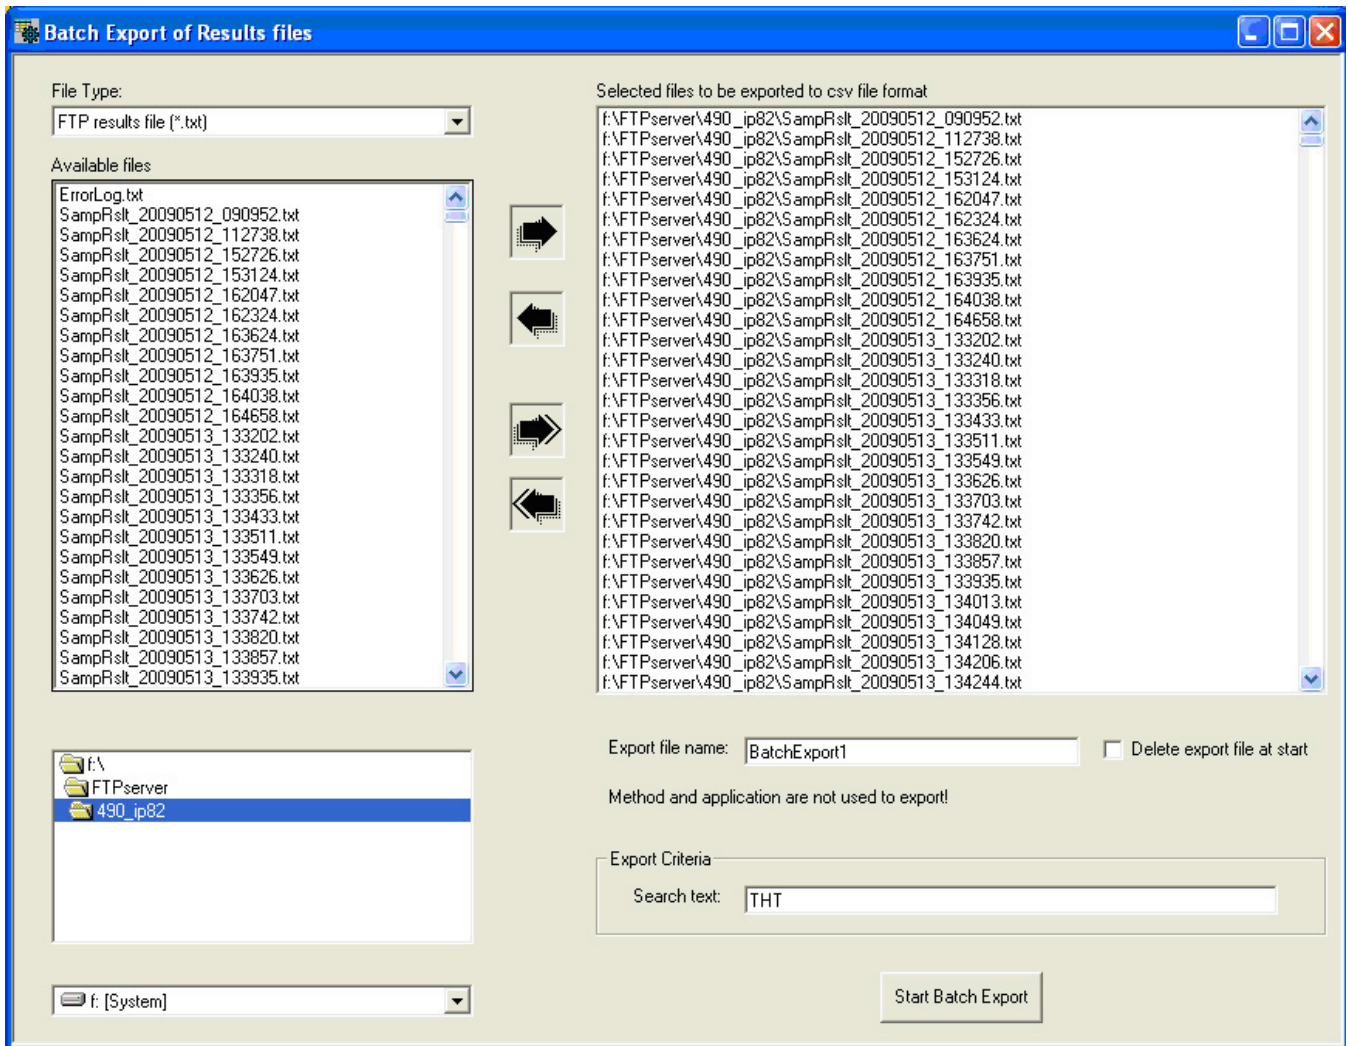 Batch Export of Results files
File Type:
FTP results file (*.txt)
Available files
ErrorLog.txt
SampRslt_20090512_090952.txt
SampRslt_20090512_112738.txt
SampRslt_20090512_152726.txt
SampRslt_20090512_153124.txt
SampRslt_20090512_162047.txt
SampRslt_20090512_162324.txt
SampRslt_20090512_163624.txt
SampRslt_20090512_163751.txt
SampRslt_20090512_163935.txt
SampRslt_20090512_164038.txt
SampRslt_20090512_164658.txt
SampRslt_20090513_133202.txt
SampRslt_20090513_133240.txt
SampRslt_20090513_133318.txt
SampRslt_20090513_133356.txt
SampRslt_20090513_133433.txt
SampRslt_20090513_133511.txt
SampRslt_20090513_133549.txt
SampRslt_20090513_133626.txt
SampRslt_20090513_133703.txt
SampRslt_20090513_133742.txt
SampRslt_20090513_133820.txt
SampRslt_20090513_133857.txt
SampRslt_20090513_133935.txt
f:\
FTPserver
490_ip82
f: [System]
Selected files to be exported to csv file format
f:\FTPserver\490_ip82\SampRslt_20090512_090952.txt
f:\FTPserver\490_ip82\SampRslt_20090512_112738.txt
f:\FTPserver\490_ip82\SampRslt_20090512_152726.txt
f:\FTPserver\490_ip82\SampRslt_20090512_153124.txt
f:\FTPserver\490_ip82\SampRslt_20090512_162047.txt
f:\FTPserver\490_ip82\SampRslt_20090512_162324.txt
f:\FTPserver\490_ip82\SampRslt_20090512_163624.txt
f:\FTPserver\490_ip82\SampRslt_20090512_163751.txt
f:\FTPserver\490_ip82\SampRslt_20090512_163935.txt
f:\FTPserver\490_ip82\SampRslt_20090512_164038.txt
f:\FTPserver\490_ip82\SampRslt_20090512_164658.txt
f:\FTPserver\490_ip82\SampRslt_20090513_133202.txt
f:\FTPserver\490_ip82\SampRslt_20090513_133240.txt
f:\FTPserver\490_ip82\SampRslt_20090513_133318.txt
f:\FTPserver\490_ip82\SampRslt_20090513_133356.txt
f:\FTPserver\490_ip82\SampRslt_20090513_133433.txt
f:\FTPserver\490_ip82\SampRslt_20090513_133511.txt
f:\FTPserver\490_ip82\SampRslt_20090513_133549.txt
f:\FTPserver\490_ip82\SampRslt_20090513_133626.txt
f:\FTPserver\490_ip82\SampRslt_20090513_133703.txt
f:\FTPserver\490_ip82\SampRslt_20090513_133742.txt
f:\FTPserver\490_ip82\SampRslt_20090513_133820.txt
f:\FTPserver\490_ip82\SampRslt_20090513_133857.txt
f:\FTPserver\490_ip82\SampRslt_20090513_133935.txt
f:\FTPserver\490_ip82\SampRslt_20090513_134013.txt
f:\FTPserver\490_ip82\SampRslt_20090513_134049.txt
f:\FTPserver\490_ip82\SampRslt_20090513_134128.txt
f:\FTPserver\490_ip82\SampRslt_20090513_134206.txt
f:\FTPserver\490_ip82\SampRslt_20090513_134244.txt
Export file name: BatchExport1 Delete export file at start
Method and application are not used to export!
Export Criteria
Search text: THT
Start Batch Export